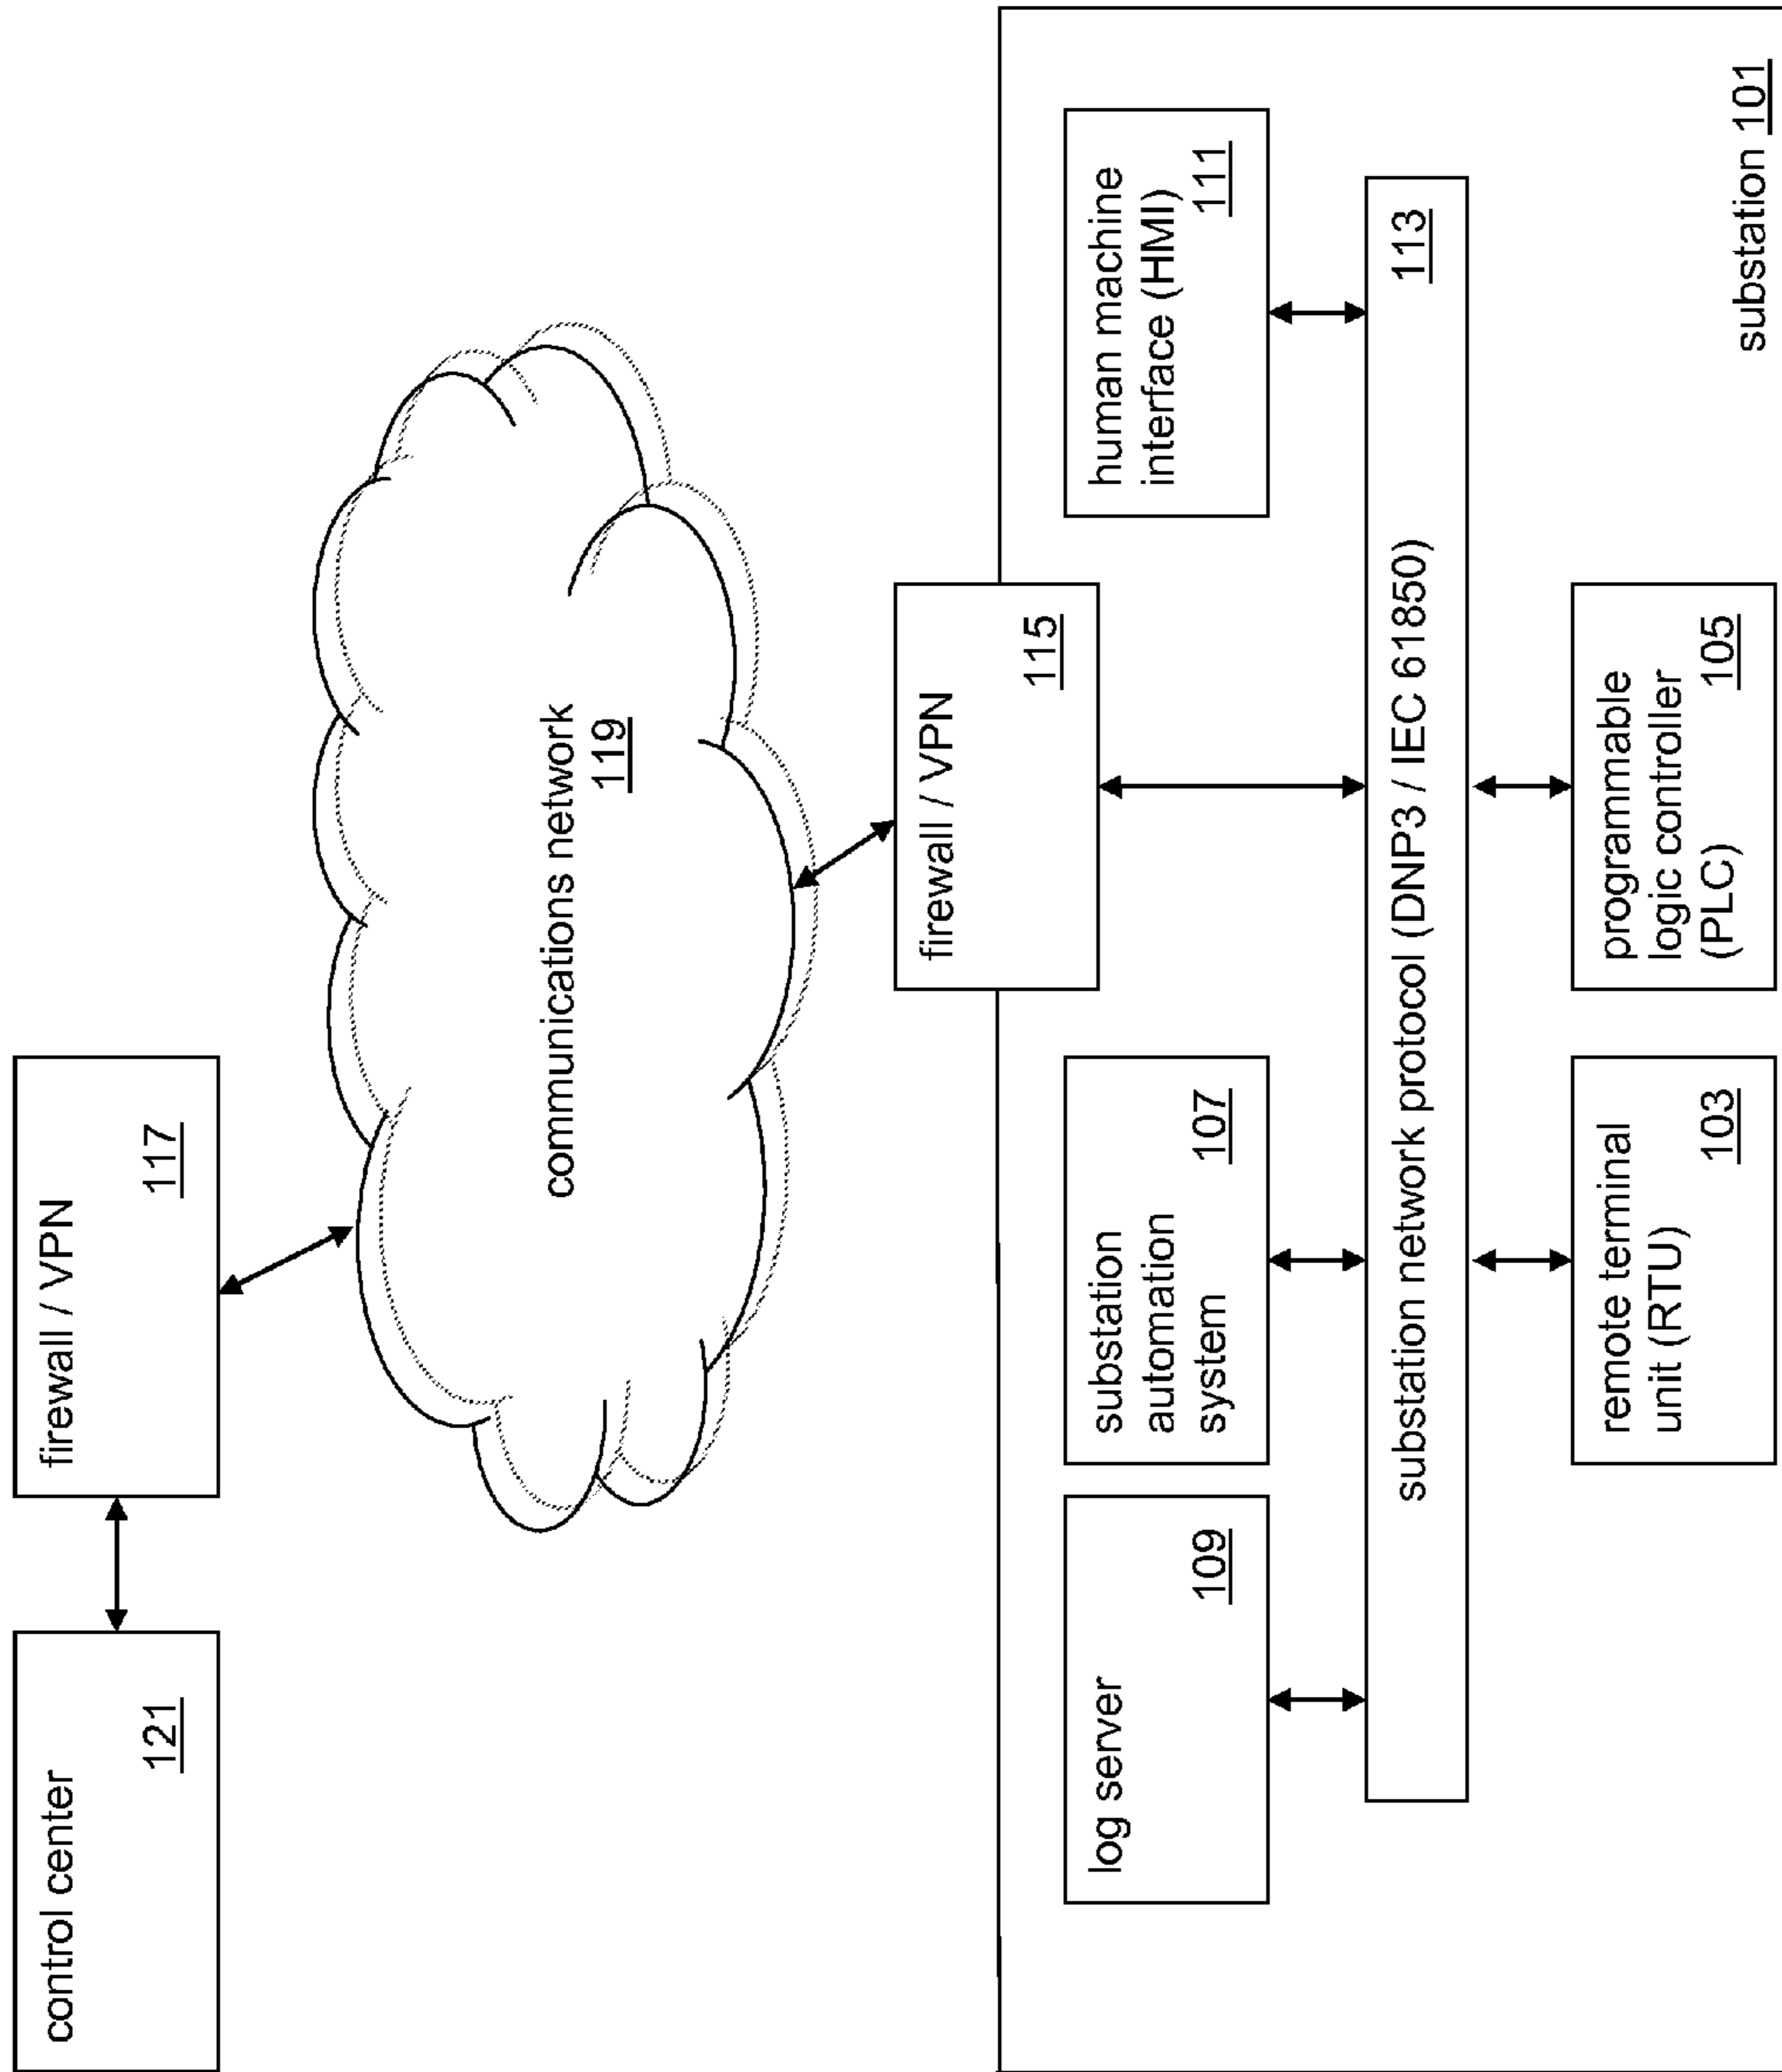 control center
121
firewall / VPN
117
communications network
119
firewall / VPN
115
log server
109
substation
automation
system
107
human machine
interface (HMI)
111
substation network protocol (DNP3 / IEC 61850)
113
remote terminal
unit (RTU)
103
programmable
logic controller
(PLC)
105
substation 101